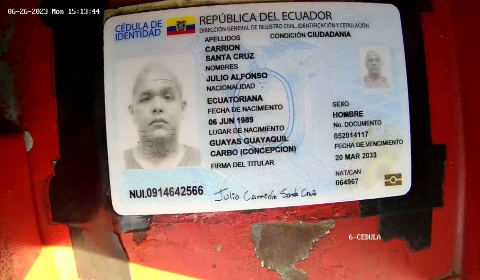 06-26-2023 Mon 15:13:44
CÉDULA DE IDENTIDAD
REPÚBLICA DEL ECUADOR
DIRECCIÓN GENERAL DE REGISTRO CIVIL, IDENTIFICACIÓN Y CEDULACIÓN
APELLIDOS
CONDICIÓN CIUDADANÍA
CARRION
SANTA CRUZ
NOMBRES
JULIO ALFONSO
NACIONALIDAD
ECUATORIANA
FECHA DE NACIMIENTO
06 JUN 1989
LUGAR DE NACIMIENTO
GUAYAS GUAYAQUIL
CARBO (CONCEPCION)
FIRMA DEL TITULAR
SEXO
HOMBRE
No. DOCUMENTO
052014117
FECHA DE VENCIMIENTO
20 MAR 2033
NAT/CAN
064967
NUI.0914642566
Julio Carrión Santa Cruz
6-CEDULA